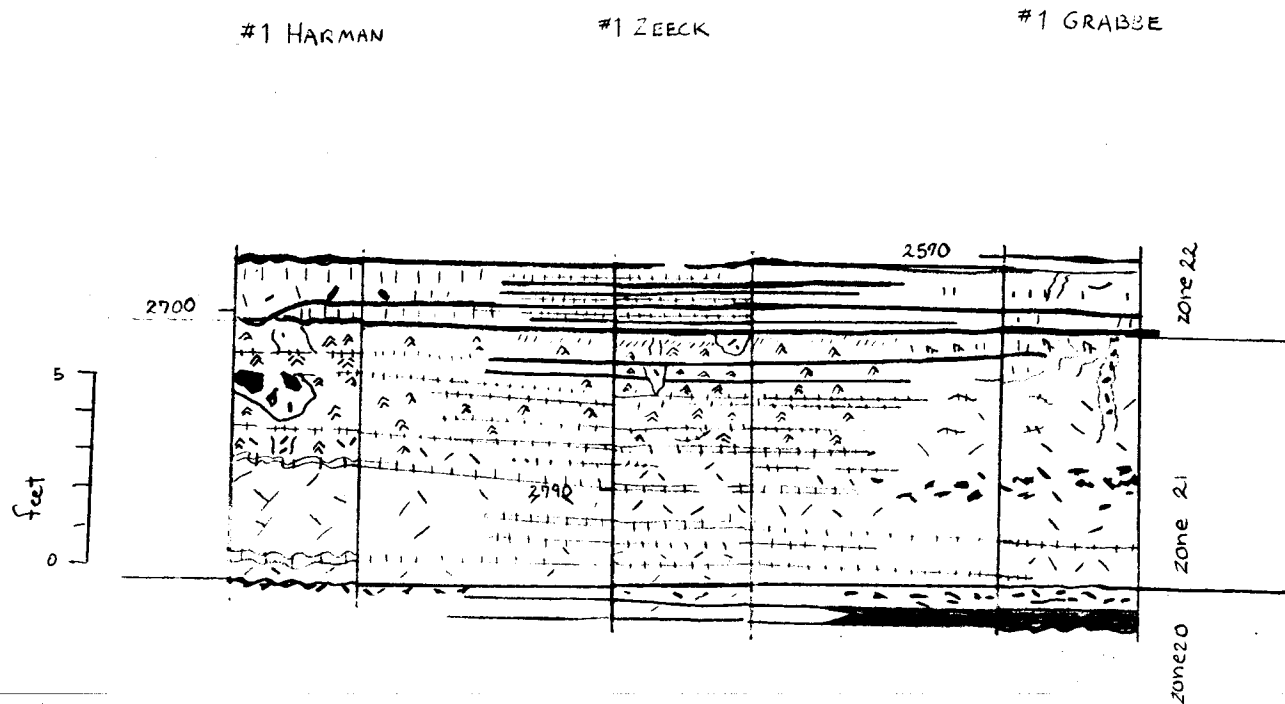 #1 HARMAN
#1 ZEECK
#1 GRABBE
2570
2700
5
2790
0
feet
zone 22
zone 21
zone 20